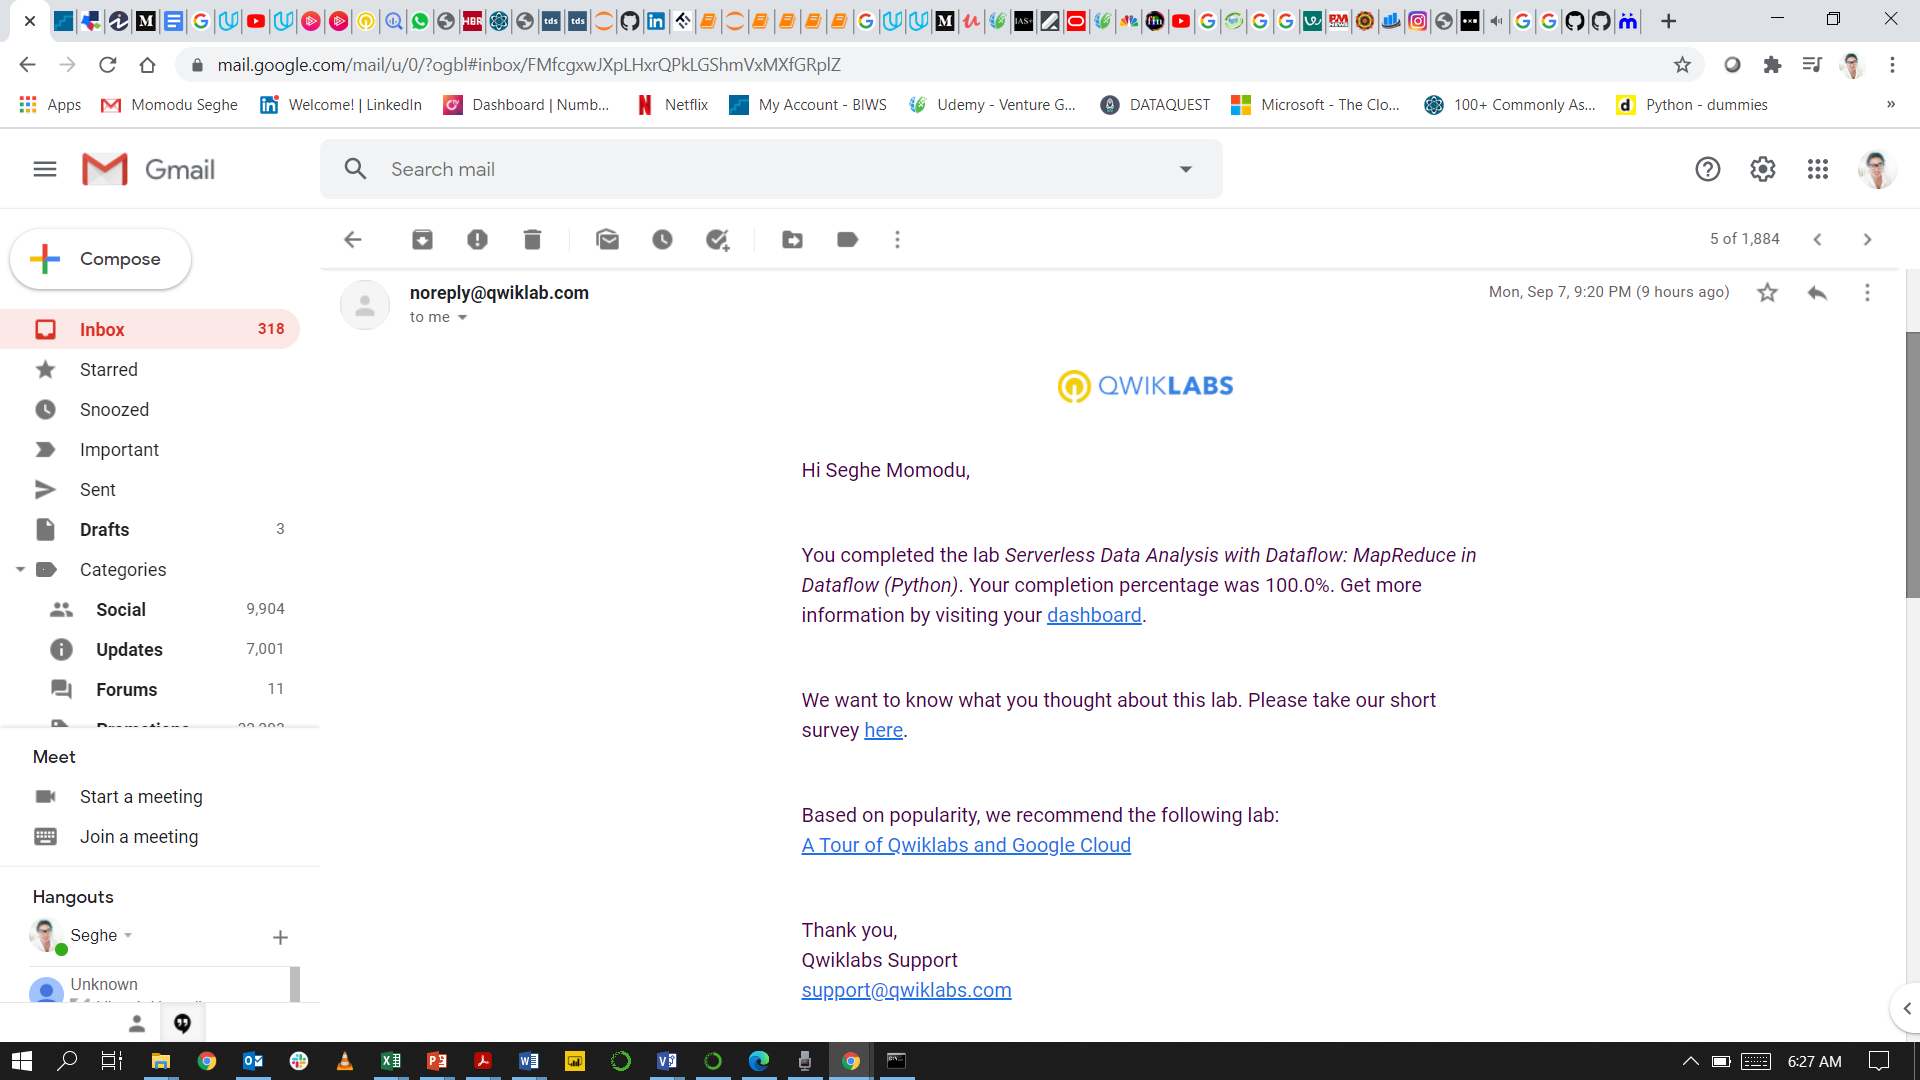 mail.google.com/mail/u/0/?ogbl#inbox/FMfcgxwJXpLHxrQPkLGShmVxMXfGRplZ
Apps
Momodu Seghe
Welcome! | LinkedIn
Dashboard | Numb...
Netflix
My Account - BIWS
Udemy - Venture G...
DATAQUEST
Microsoft - The Clo...
100+ Commonly As...
Python - dummies
»
Gmail
Search mail
Compose
5 of 1,884
noreply@qwiklab.com
Mon, Sep 7, 9:20 PM (9 hours ago)
to me
Inbox 318
Starred
Snoozed
Important
Sent
Drafts 3
Categories
Social 9,904
Updates 7,001
Forums 11
Promotions
Meet
Start a meeting
Join a meeting
Hangouts
Seghe
Unknown
QWIKLABS
Hi Seghe Momodu,
You completed the lab Serverless Data Analysis with Dataflow: MapReduce in
Dataflow (Python). Your completion percentage was 100.0%. Get more
information by visiting your dashboard.
We want to know what you thought about this lab. Please take our short
survey here.
Based on popularity, we recommend the following lab:
A Tour of Qwiklabs and Google Cloud
Thank you,
Qwiklabs Support
support@qwiklabs.com
6:27 AM